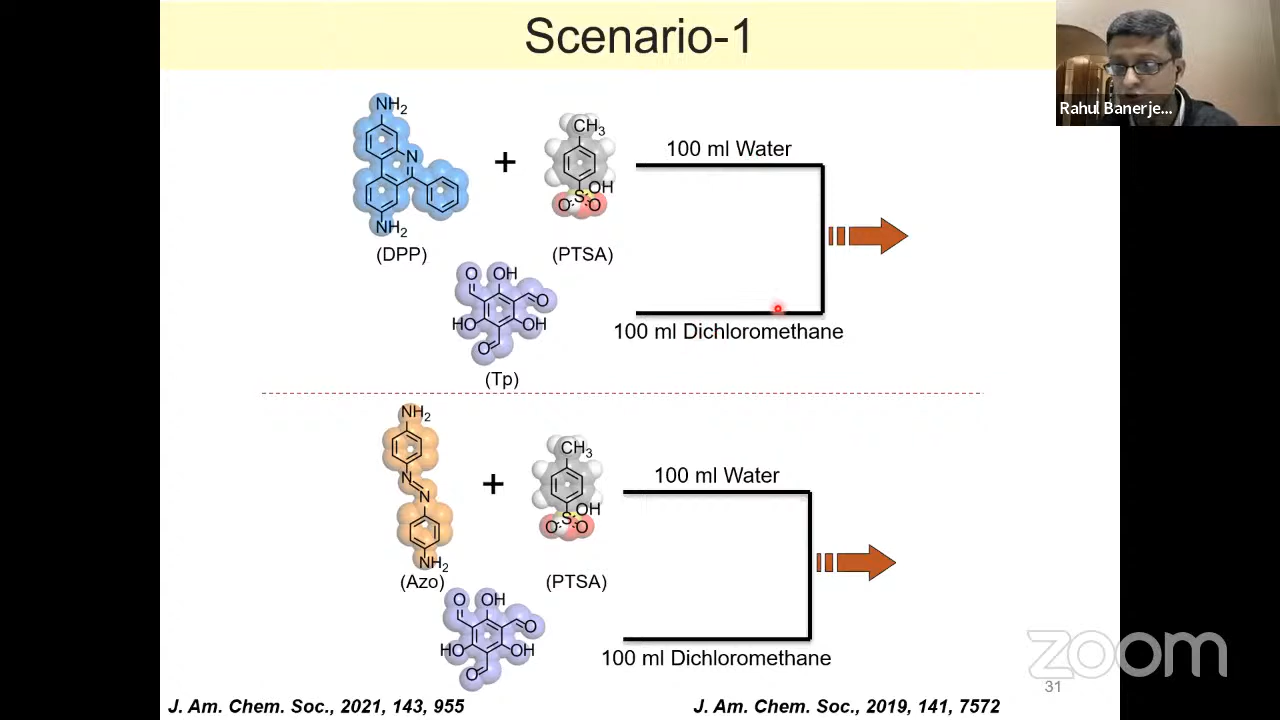 Scenario-1
Rahul Banerje...
NH2
N
NH2
(DPP)
+
CH3
OH
S
O O
(PTSA)
100 ml Water
O OH
O
HO OH
O
(Tp)
100 ml Dichloromethane
NH2
N
N
NH2
(Azo)
+
CH3
OH
S
O O
(PTSA)
100 ml Water
O OH
O
HO OH
O
100 ml Dichloromethane
zoom
31
J. Am. Chem. Soc., 2021, 143, 955
J. Am. Chem. Soc., 2019, 141, 7572